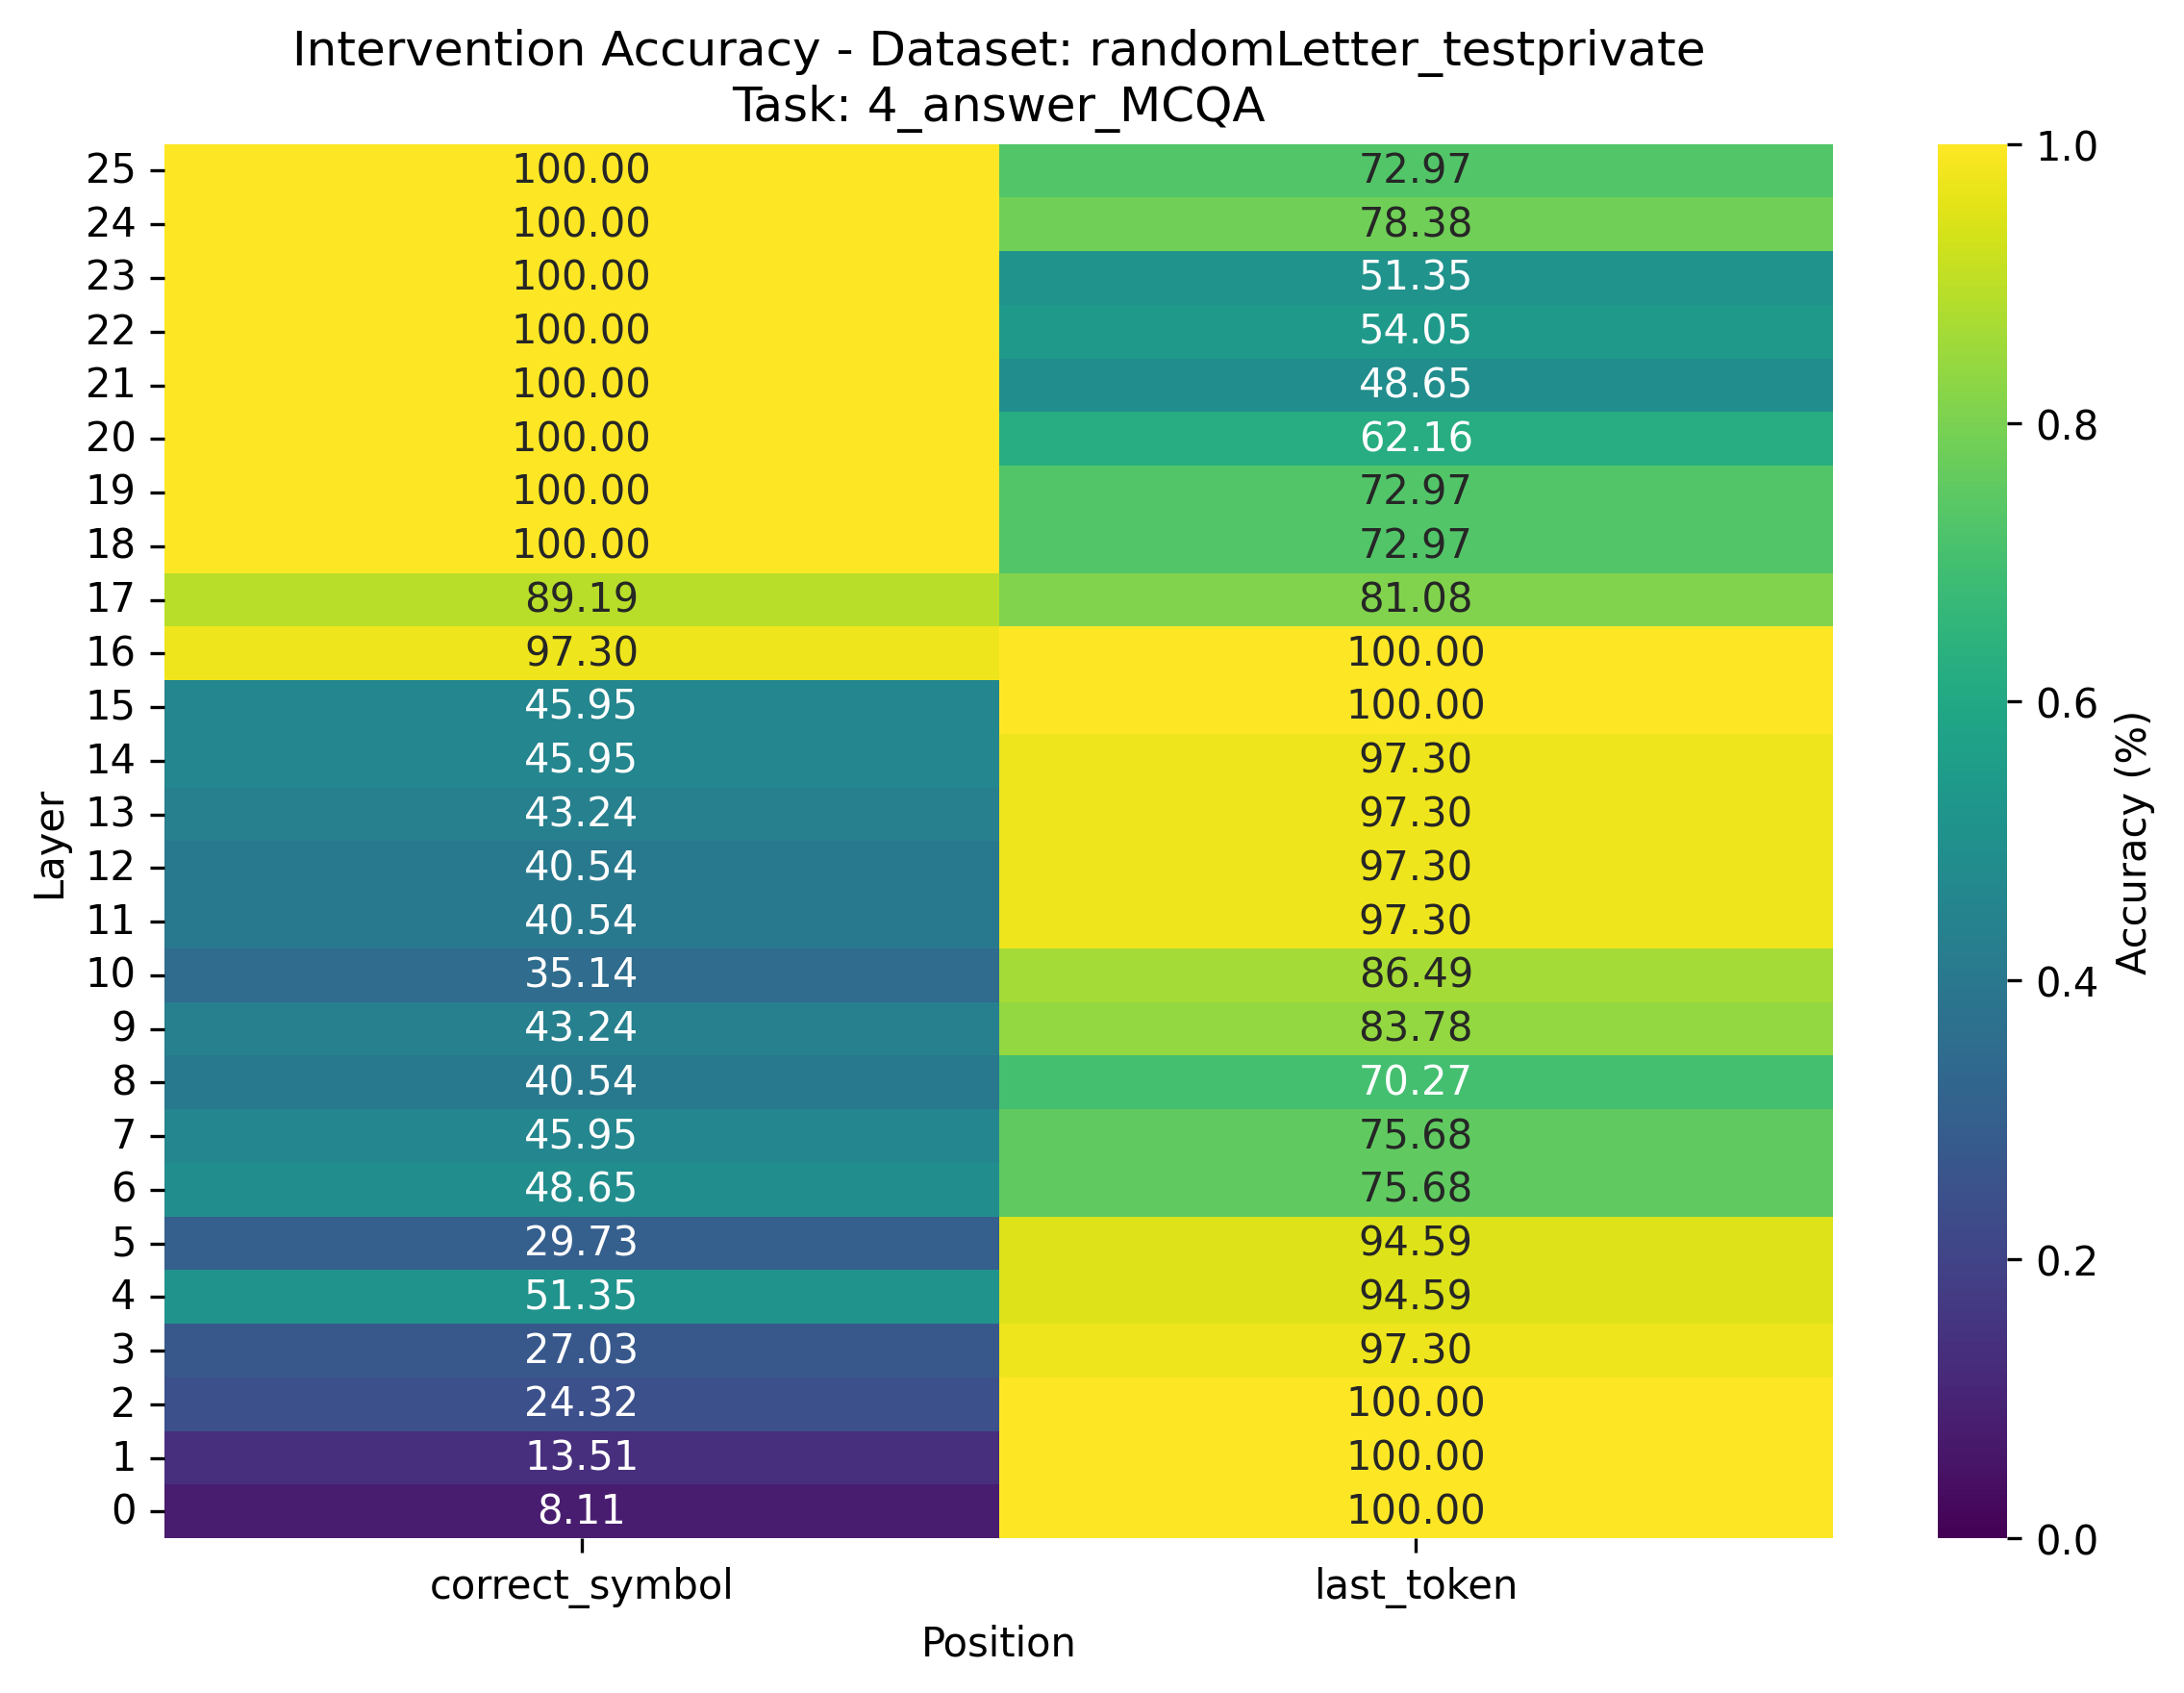 Intervention Accuracy - Dataset: randomLetter_testprivate
Task: 4_answer_MCQA
25 100.00 72.97
24 100.00 78.38
23 100.00 51.35
22 100.00 54.05
21 100.00 48.65
20 100.00 62.16
19 100.00 72.97
18 100.00 72.97
17 89.19 81.08
16 97.30 100.00
15 45.95 100.00
14 45.95 97.30
13 43.24 97.30
12 40.54 97.30
11 40.54 97.30
10 35.14 86.49
9 43.24 83.78
8 40.54 70.27
7 45.95 75.68
6 48.65 75.68
5 29.73 94.59
4 51.35 94.59
3 27.03 97.30
2 24.32 100.00
1 13.51 100.00
0 8.11 100.00
Layer
correct_symbol last_token
Position
1.0
0.8
0.6
0.4
0.2
0.0
Accuracy (%)